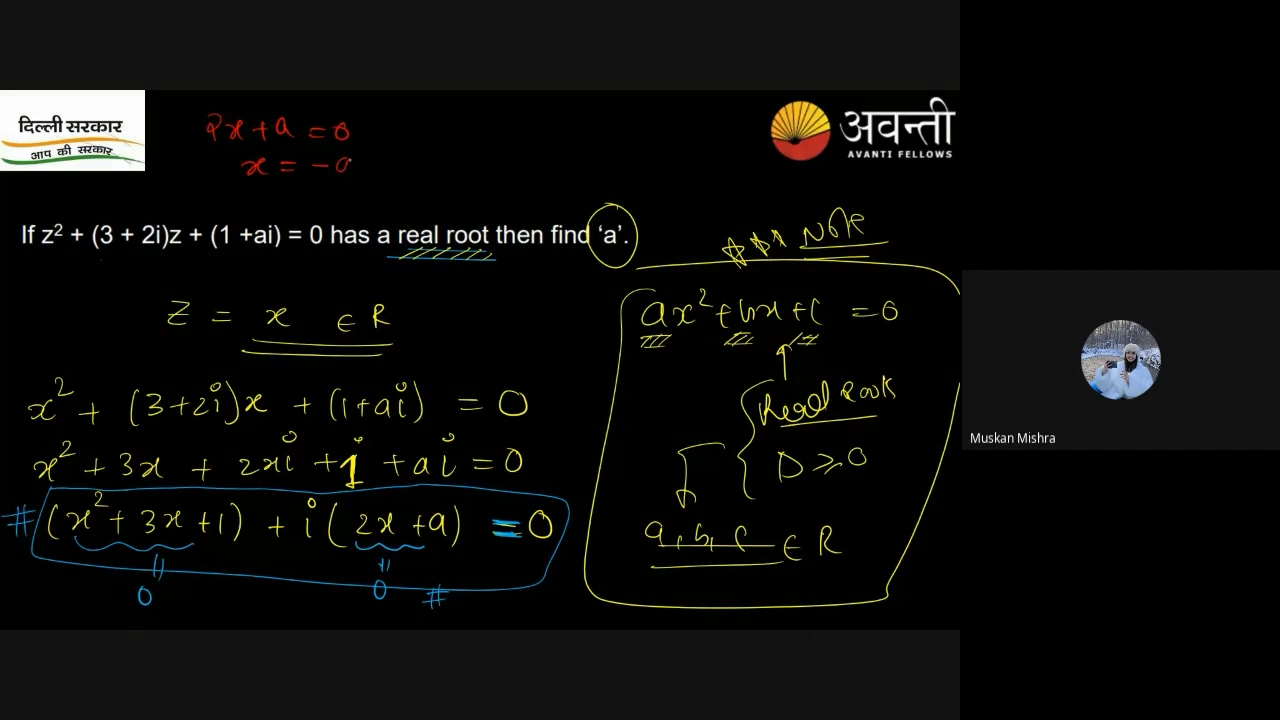 दिल्ली सरकार
आप की सरकार
2x + a = 0
x = -a
अवन्ती
AVANTI FELLOWS
If z² + (3 + 2i)z + (1 +ai) = 0 has a real root then find ‘a’.
Z = x ∈ R
x² + (3+2i)x + (1+ai) = 0
x² + 3x + 2xi + 1 + ai = 0
# (x² + 3x + 1) + i (2x + a) = 0
0
0 #
Note
ax² + bx + c = 0
Real Roots
D ≥ 0
a, b, c ∈ R
Muskan Mishra